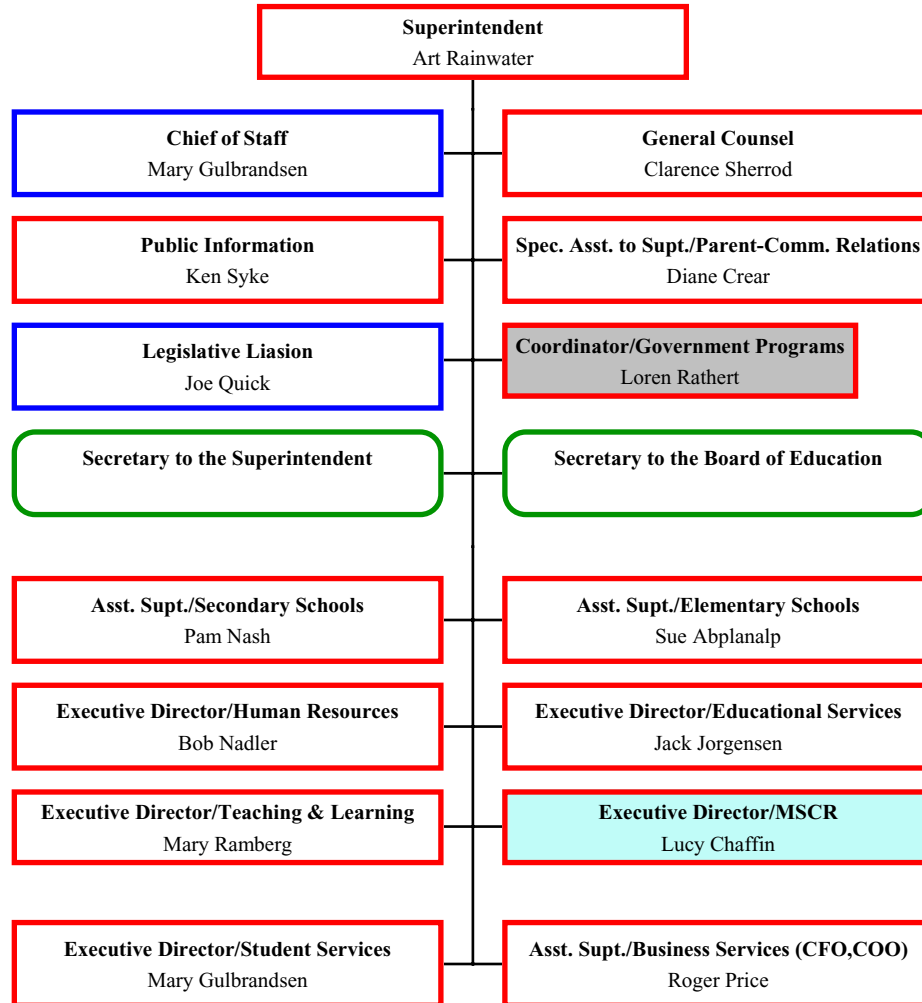 Superintendent
Art Rainwater
Chief of Staff
Mary Gulbrandsen
General Counsel
Clarence Sherrod
Public Information
Ken Syke
Spec. Asst. to Supt./Parent-Comm. Relations
Diane Crear
Legislative Liasion
Joe Quick
Coordinator/Government Programs
Loren Rathert
Secretary to the Superintendent
Secretary to the Board of Education
Asst. Supt./Secondary Schools
Pam Nash
Asst. Supt./Elementary Schools
Sue Abplanalp
Executive Director/Human Resources
Bob Nadler
Executive Director/Educational Services
Jack Jorgensen
Executive Director/Teaching & Learning
Mary Ramberg
Executive Director/MSCR
Lucy Chaffin
Executive Director/Student Services
Mary Gulbrandsen
Asst. Supt./Business Services (CFO,COO)
Roger Price